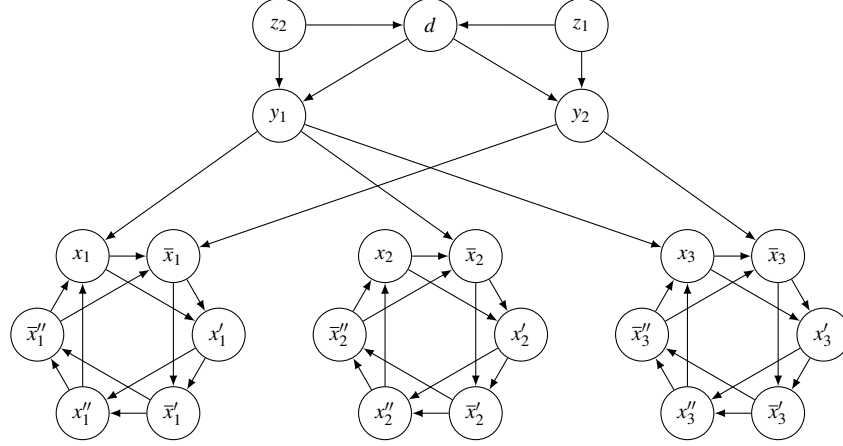 z₂ d z₁
y₁ y₂
x₁ x̄₁ x₂ x̄₂ x₃ x̄₃
x̄₁″ x₁′ x̄₂″ x₂′ x̄₃″ x₃′
x₁″ x̄₁′ x₂″ x̄₂′ x₃″ x̄₃′